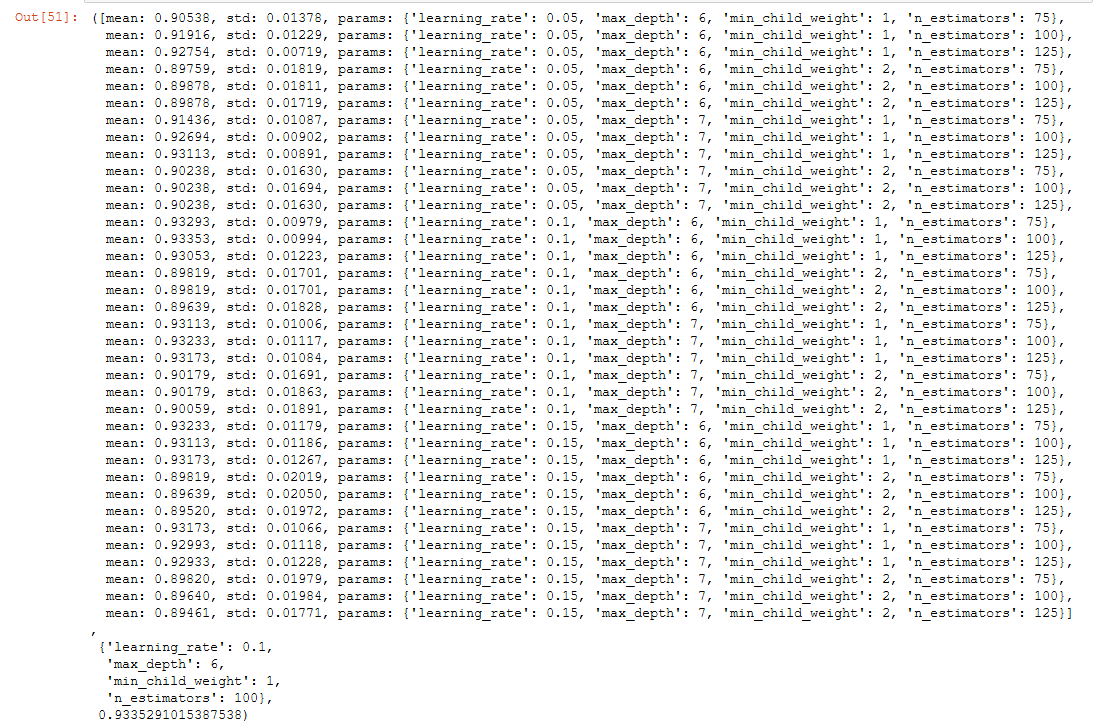 Out[51]: ([mean: 0.90538, std: 0.01378, params: {'learning_rate': 0.05, 'max_depth': 6, 'min_child_weight': 1, 'n_estimators': 75},
mean: 0.91916, std: 0.01229, params: {'learning_rate': 0.05, 'max_depth': 6, 'min_child_weight': 1, 'n_estimators': 100},
mean: 0.92754, std: 0.00719, params: {'learning_rate': 0.05, 'max_depth': 6, 'min_child_weight': 1, 'n_estimators': 125},
mean: 0.89759, std: 0.01819, params: {'learning_rate': 0.05, 'max_depth': 6, 'min_child_weight': 2, 'n_estimators': 75},
mean: 0.89878, std: 0.01811, params: {'learning_rate': 0.05, 'max_depth': 6, 'min_child_weight': 2, 'n_estimators': 100},
mean: 0.89878, std: 0.01719, params: {'learning_rate': 0.05, 'max_depth': 6, 'min_child_weight': 2, 'n_estimators': 125},
mean: 0.91436, std: 0.01087, params: {'learning_rate': 0.05, 'max_depth': 7, 'min_child_weight': 1, 'n_estimators': 75},
mean: 0.92694, std: 0.00902, params: {'learning_rate': 0.05, 'max_depth': 7, 'min_child_weight': 1, 'n_estimators': 100},
mean: 0.93113, std: 0.00891, params: {'learning_rate': 0.05, 'max_depth': 7, 'min_child_weight': 1, 'n_estimators': 125},
mean: 0.90238, std: 0.01630, params: {'learning_rate': 0.05, 'max_depth': 7, 'min_child_weight': 2, 'n_estimators': 75},
mean: 0.90238, std: 0.01694, params: {'learning_rate': 0.05, 'max_depth': 7, 'min_child_weight': 2, 'n_estimators': 100},
mean: 0.90238, std: 0.01630, params: {'learning_rate': 0.05, 'max_depth': 7, 'min_child_weight': 2, 'n_estimators': 125},
mean: 0.93293, std: 0.00979, params: {'learning_rate': 0.1, 'max_depth': 6, 'min_child_weight': 1, 'n_estimators': 75},
mean: 0.93353, std: 0.00994, params: {'learning_rate': 0.1, 'max_depth': 6, 'min_child_weight': 1, 'n_estimators': 100},
mean: 0.93053, std: 0.01223, params: {'learning_rate': 0.1, 'max_depth': 6, 'min_child_weight': 1, 'n_estimators': 125},
mean: 0.89819, std: 0.01701, params: {'learning_rate': 0.1, 'max_depth': 6, 'min_child_weight': 2, 'n_estimators': 75},
mean: 0.89819, std: 0.01701, params: {'learning_rate': 0.1, 'max_depth': 6, 'min_child_weight': 2, 'n_estimators': 100},
mean: 0.89639, std: 0.01828, params: {'learning_rate': 0.1, 'max_depth': 6, 'min_child_weight': 2, 'n_estimators': 125},
mean: 0.93113, std: 0.01006, params: {'learning_rate': 0.1, 'max_depth': 7, 'min_child_weight': 1, 'n_estimators': 75},
mean: 0.93233, std: 0.01117, params: {'learning_rate': 0.1, 'max_depth': 7, 'min_child_weight': 1, 'n_estimators': 100},
mean: 0.93173, std: 0.01084, params: {'learning_rate': 0.1, 'max_depth': 7, 'min_child_weight': 1, 'n_estimators': 125},
mean: 0.90179, std: 0.01691, params: {'learning_rate': 0.1, 'max_depth': 7, 'min_child_weight': 2, 'n_estimators': 75},
mean: 0.90179, std: 0.01863, params: {'learning_rate': 0.1, 'max_depth': 7, 'min_child_weight': 2, 'n_estimators': 100},
mean: 0.90059, std: 0.01891, params: {'learning_rate': 0.1, 'max_depth': 7, 'min_child_weight': 2, 'n_estimators': 125},
mean: 0.93233, std: 0.01179, params: {'learning_rate': 0.15, 'max_depth': 6, 'min_child_weight': 1, 'n_estimators': 75},
mean: 0.93113, std: 0.01186, params: {'learning_rate': 0.15, 'max_depth': 6, 'min_child_weight': 1, 'n_estimators': 100},
mean: 0.93173, std: 0.01267, params: {'learning_rate': 0.15, 'max_depth': 6, 'min_child_weight': 1, 'n_estimators': 125},
mean: 0.89819, std: 0.02019, params: {'learning_rate': 0.15, 'max_depth': 6, 'min_child_weight': 2, 'n_estimators': 75},
mean: 0.89639, std: 0.02050, params: {'learning_rate': 0.15, 'max_depth': 6, 'min_child_weight': 2, 'n_estimators': 100},
mean: 0.89520, std: 0.01972, params: {'learning_rate': 0.15, 'max_depth': 6, 'min_child_weight': 2, 'n_estimators': 125},
mean: 0.93173, std: 0.01066, params: {'learning_rate': 0.15, 'max_depth': 7, 'min_child_weight': 1, 'n_estimators': 75},
mean: 0.92993, std: 0.01118, params: {'learning_rate': 0.15, 'max_depth': 7, 'min_child_weight': 1, 'n_estimators': 100},
mean: 0.92933, std: 0.01228, params: {'learning_rate': 0.15, 'max_depth': 7, 'min_child_weight': 1, 'n_estimators': 125},
mean: 0.89820, std: 0.01979, params: {'learning_rate': 0.15, 'max_depth': 7, 'min_child_weight': 2, 'n_estimators': 75},
mean: 0.89640, std: 0.01984, params: {'learning_rate': 0.15, 'max_depth': 7, 'min_child_weight': 2, 'n_estimators': 100},
mean: 0.89461, std: 0.01771, params: {'learning_rate': 0.15, 'max_depth': 7, 'min_child_weight': 2, 'n_estimators': 125}]
,
{'learning_rate': 0.1,
'max_depth': 6,
'min_child_weight': 1,
'n_estimators': 100},
0.9335291015387538)